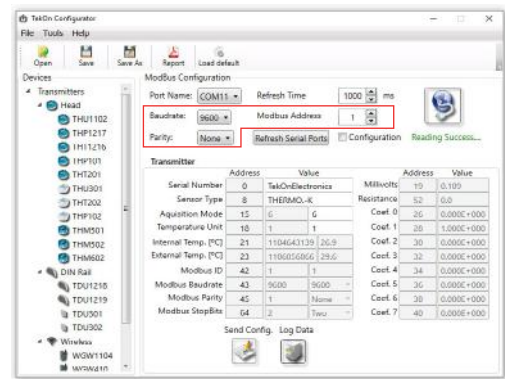 TekOn Configurator
File Tools Help
Open Save Save As Report Load default
Devices
Transmitters
Head
THU1102
THP1217
THT1216
THP101
THT201
THU301
THT202
THP102
THM501
THM502
THM602
DIN Rail
TDU1218
TDU1219
TDU501
TDU302
Wireless
WGW1104
WGW410
ModBus Configuration
Port Name: COM11 Refresh Time 1000 ms
Baudrate: 9600 Modbus Address 1
Parity: None Refresh Serial Ports Configuration Reading Success...
Transmitter
Address Value Address Value
Serial Number 0 TekOnElectronics Millivolts 19 0.109
Sensor Type 8 THERMO.-K Resistance 52 0.0
Aquisition Mode 15 6 6 Coef. 0 26 0.000E+000
Temperature Unit 18 1 1 Coef. 1 28 1.000E+000
Internal Temp. [ºC] 21 1104643139 26.9 Coef. 2 30 0.000E+000
External Temp. [ºC] 23 1106056066 29.6 Coef. 3 32 0.000E+000
Modbus ID 42 1 1 Coef. 4 34 0.000E+000
Modbus Baudrate 43 9600 9600 Coef. 5 36 0.000E+000
Modbus Parity 45 1 None Coef. 6 38 0.000E+000
Modbus StopBits 64 2 Two Coef. 7 40 0.000E+000
Send Config. Log Data